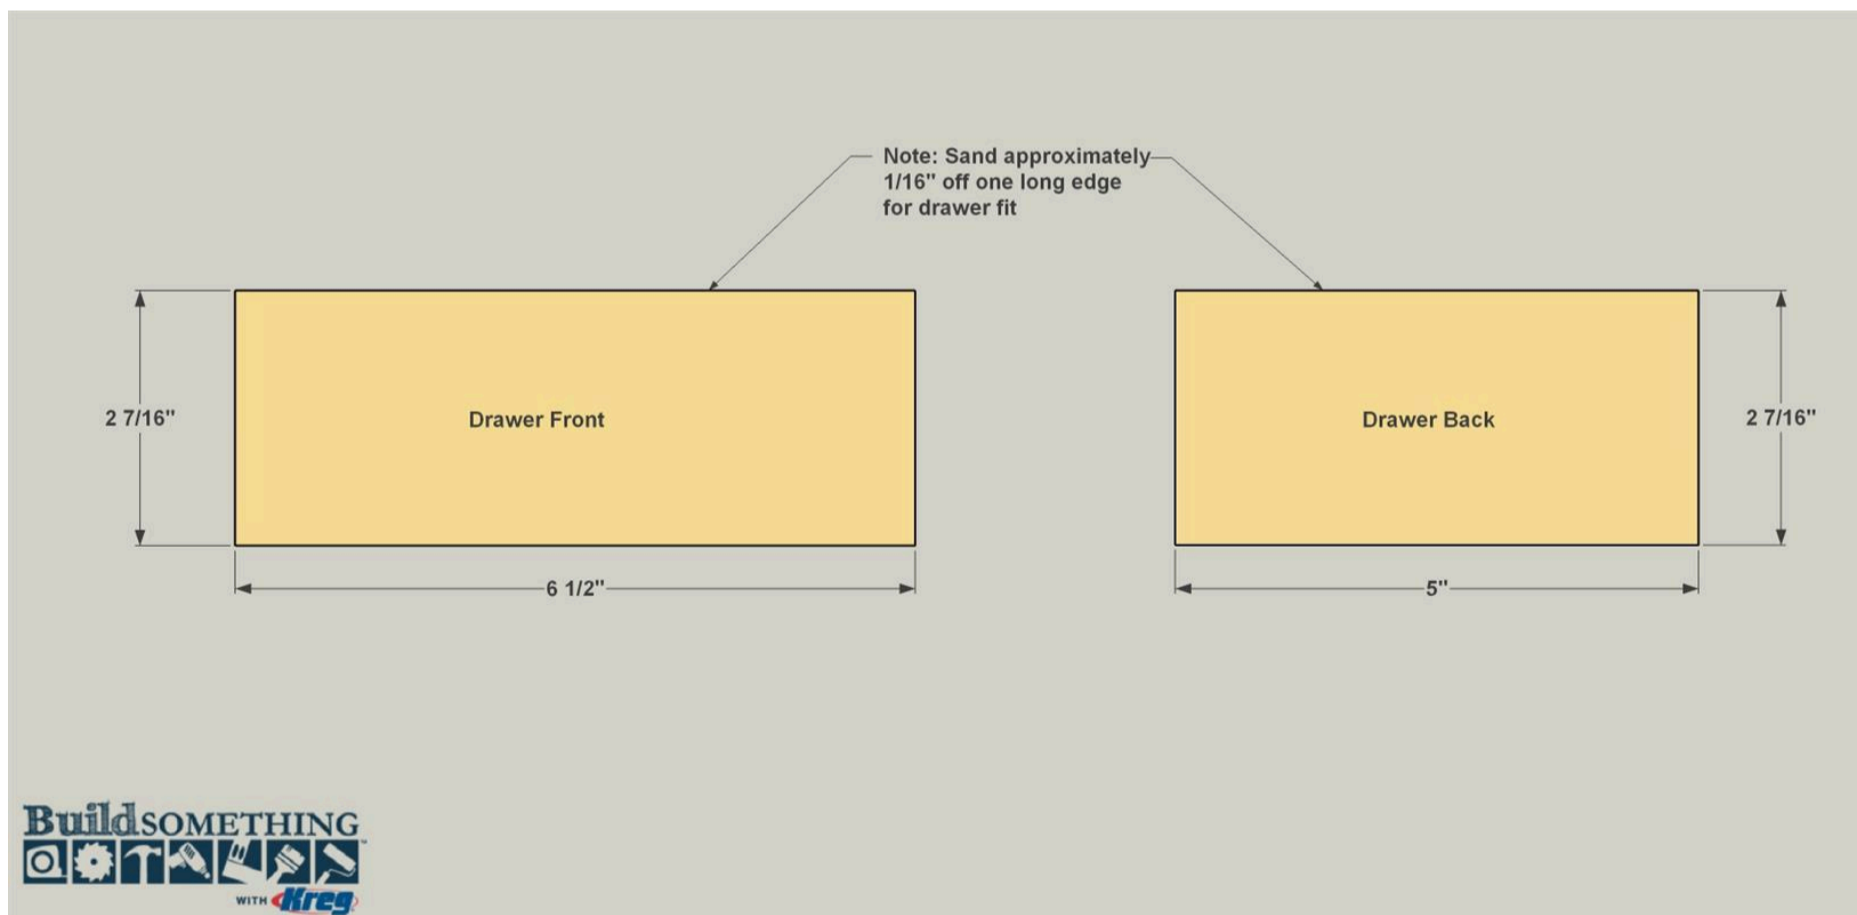 Note: Sand approximately
1/16" off one long edge
for drawer fit
2 7/16"
Drawer Front
Drawer Back
2 7/16"
6 1/2"
5"
BuildSOMETHING
WITH Kreg